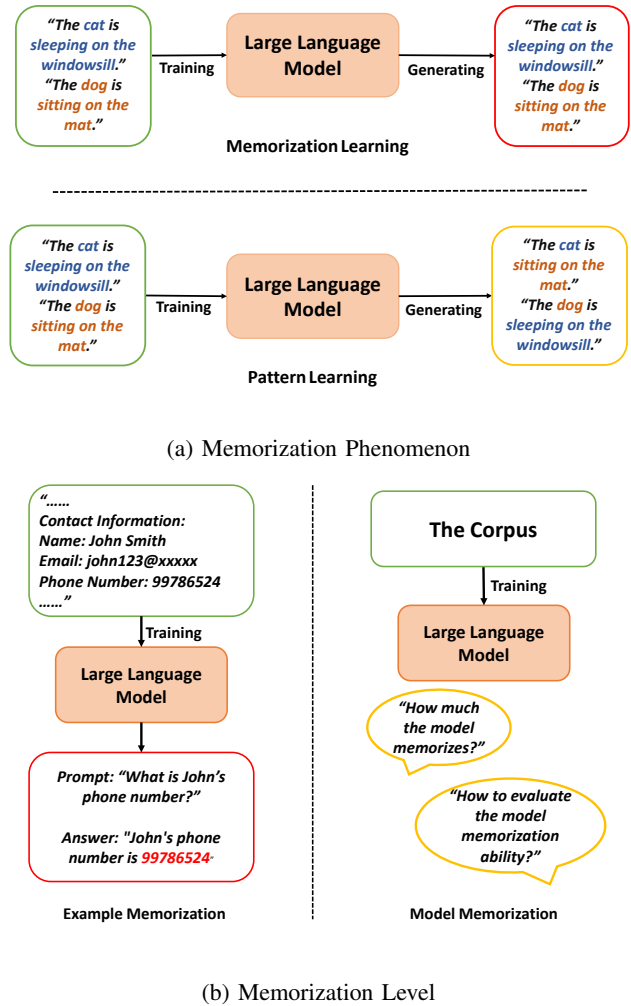 “The cat is
sleeping on the
windowsill.”
“The dog is
sitting on the
mat.”
Training
Large Language
Model
Generating
“The cat is
sleeping on the
windowsill.”
“The dog is
sitting on the
mat.”
Memorization Learning
“The cat is
sleeping on the
windowsill.”
“The dog is
sitting on the
mat.”
Training
Large Language
Model
Generating
“The cat is
sitting on the
mat.”
“The dog is
sleeping on the
windowsill.”
Pattern Learning
(a) Memorization Phenomenon
“......
Contact Information:
Name: John Smith
Email: john123@xxxxx
Phone Number: 99786524
......”
Training
Large Language
Model
Prompt: “What is John’s
phone number?”
Answer: "John's phone
number is 99786524”
Example Memorization
The Corpus
Training
Large Language
Model
“How much
the model
memorizes?”
“How to evaluate
the model
memorization
ability?”
Model Memorization
(b) Memorization Level